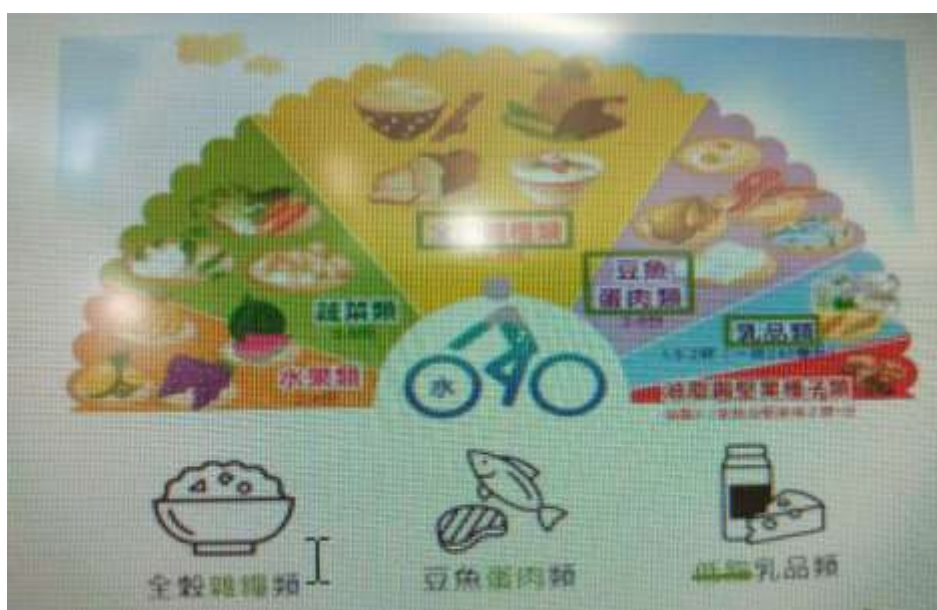 雜糧類
豆魚
蛋肉類
蔬菜類
乳品類
水果類
水
油脂與堅果種子類
全穀雜糧類
豆魚蛋肉類
乳品類